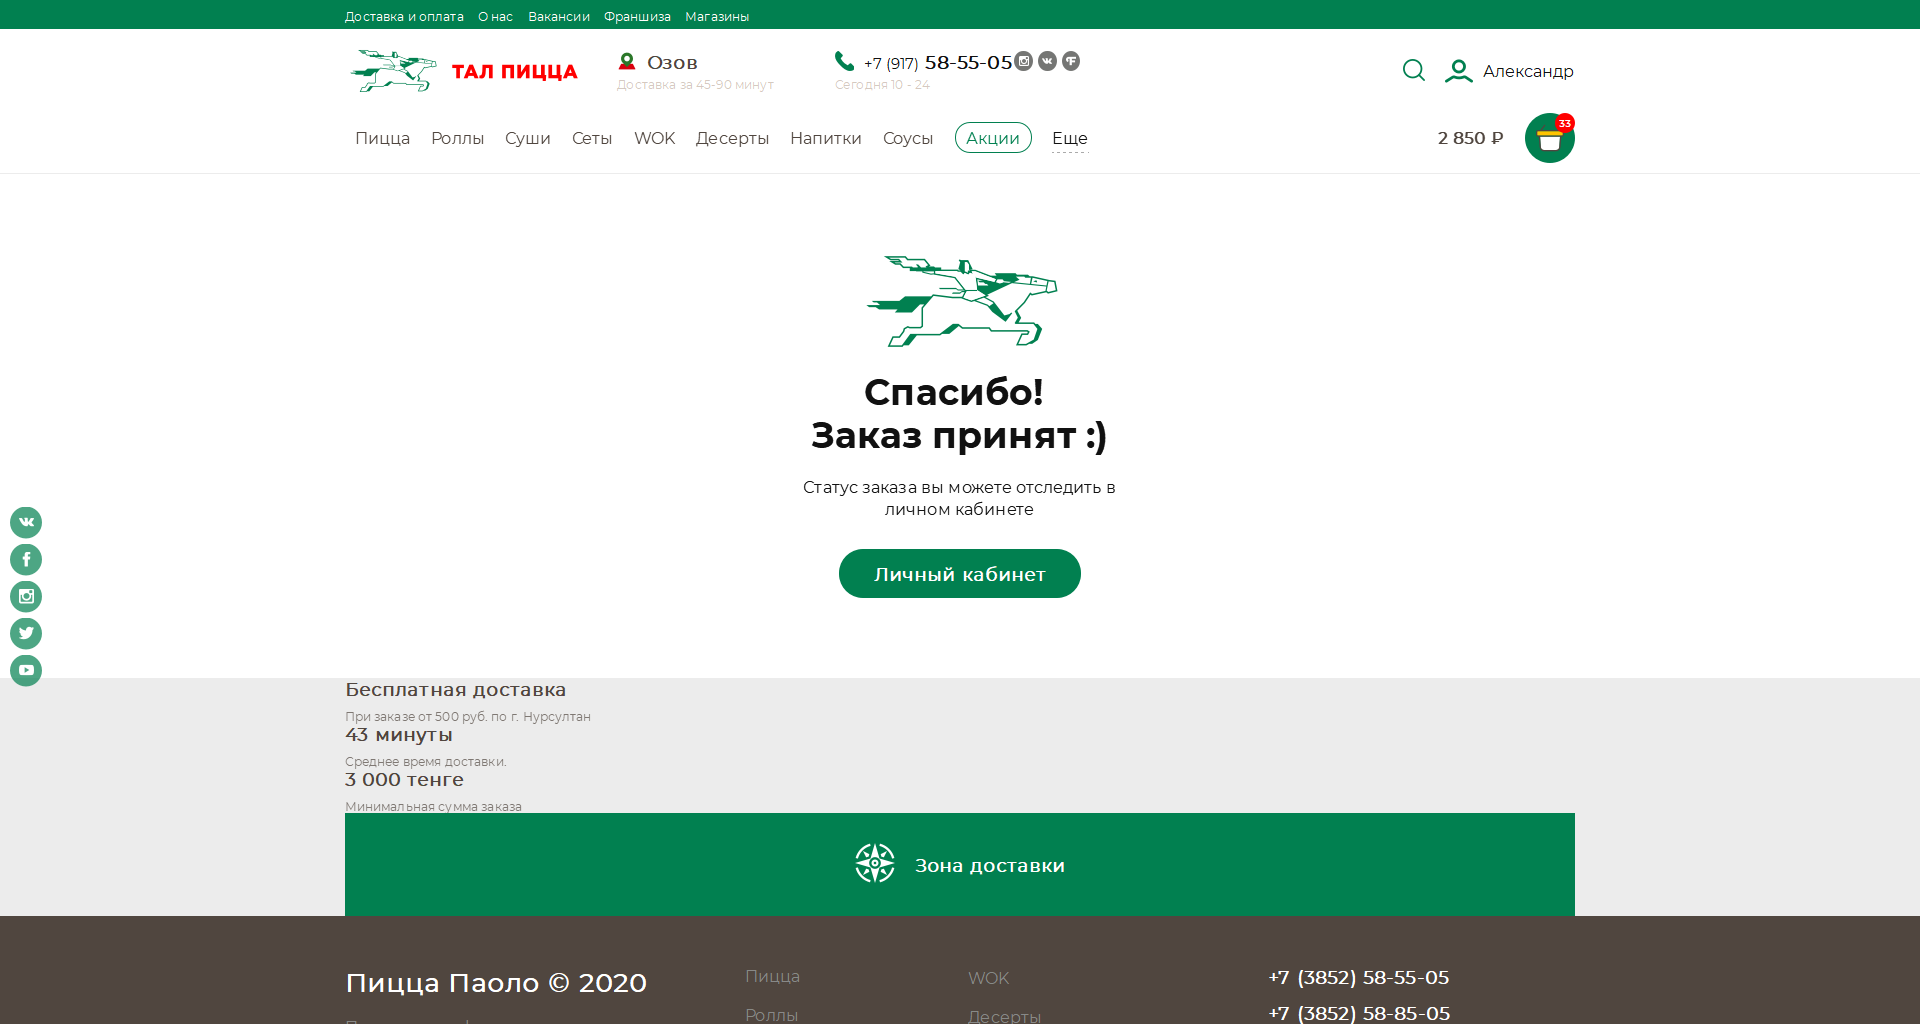 Доставка и оплата О нас Вакансии Франшиза Магазины
ТАЛ ПИЦЦА
Озов
Доставка за 45-90 минут
+7 (917) 58-55-05
Сегодня 10 - 24
Александр
Пицца Роллы Суши Сеты WOK Десерты Напитки Соусы Акции Еще
2 850 ₽
33
Спасибо!
Заказ принят :)
Статус заказа вы можете отследить в
личном кабинете
Личный кабинет
Бесплатная доставка
При заказе от 500 руб. по г. Нурсултан
43 минуты
Среднее время доставки.
3 000 тенге
Минимальная сумма заказа
Зона доставки
Пицца Паоло © 2020
Пицца
Роллы
WOK
Десерты
+7 (3852) 58-55-05
+7 (3852) 58-85-05